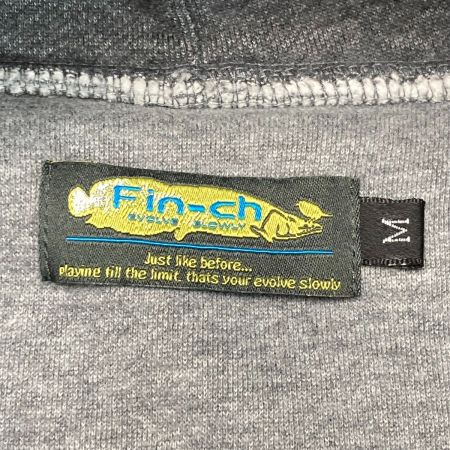 Fin-ch
EVOLVE SLOWLY
Just like before...
playing till the limit. thats your evolve slowly
M